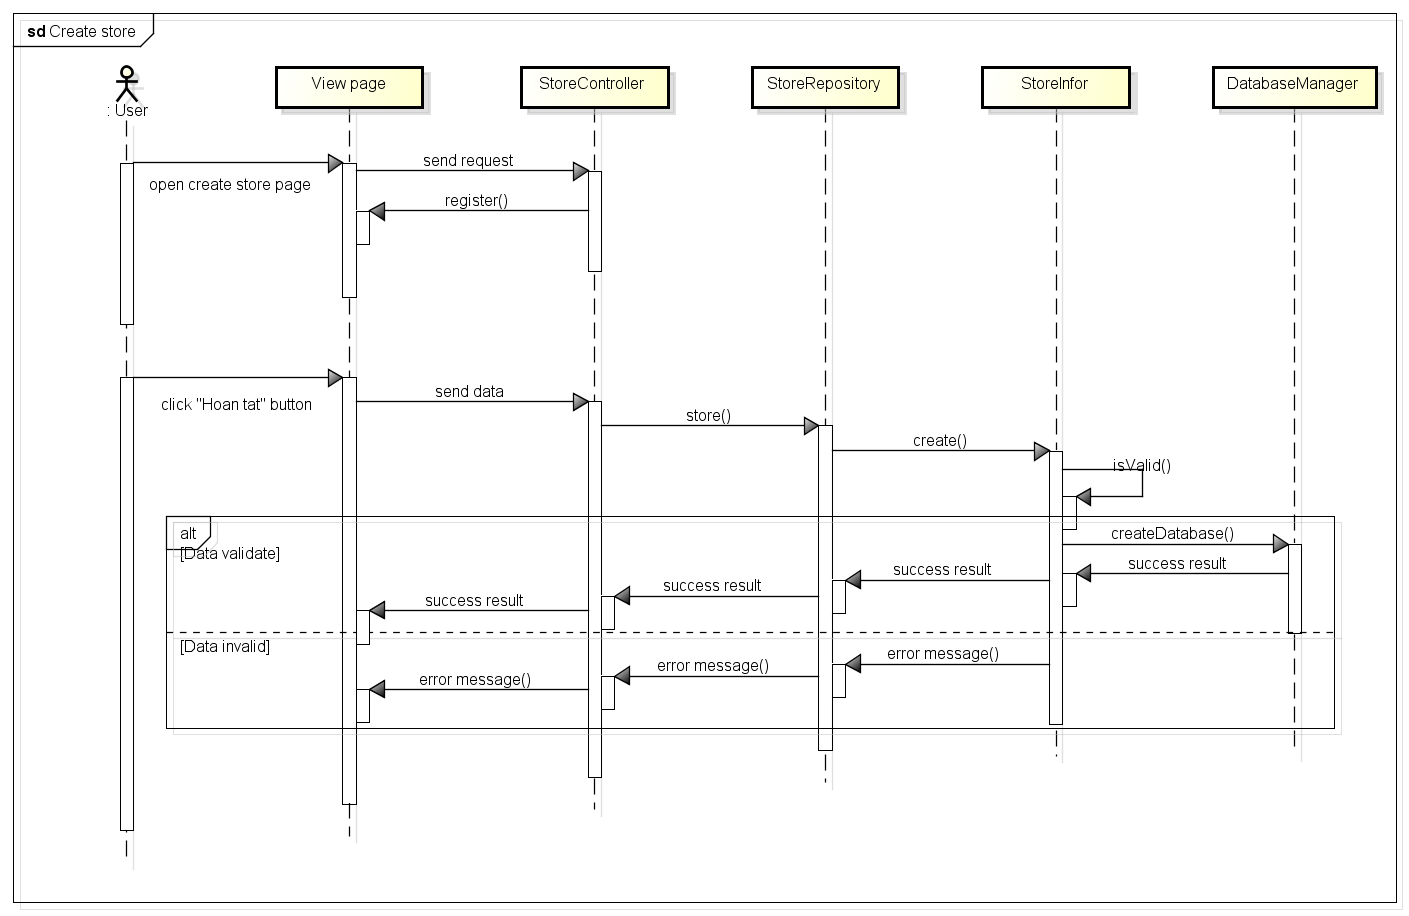 sd Create store
: User
View page
StoreController
StoreRepository
StoreInfor
DatabaseManager
send request
open create store page
register()
send data
click "Hoan tat" button
store()
create()
isValid()
alt
[Data validate]
createDatabase()
success result
success result
success result
success result
[Data invalid]
error message()
error message()
error message()